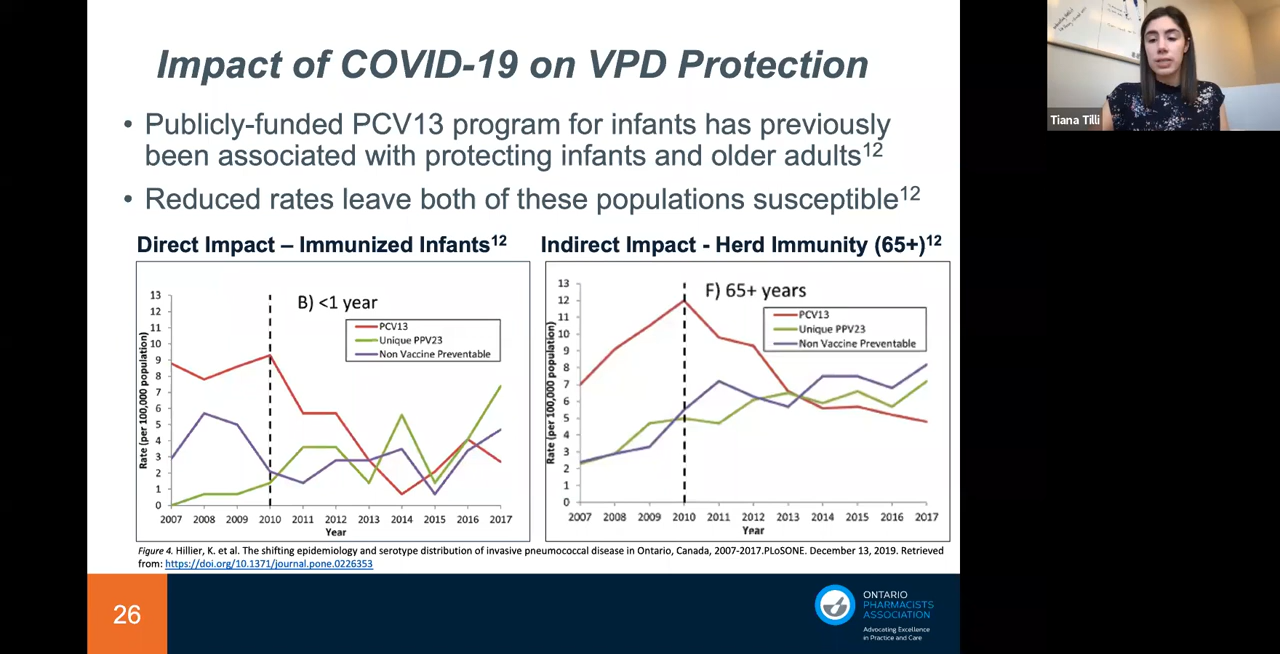 Impact of COVID-19 on VPD Protection
• Publicly-funded PCV13 program for infants has previously
been associated with protecting infants and older adults12
• Reduced rates leave both of these populations susceptible12
Direct Impact – Immunized Infants12
Indirect Impact - Herd Immunity (65+)12
B) <1 year
PCV13
Unique PPV23
Non Vaccine Preventable
Rate (per 100,000 population)
13
12
11
10
9
8
7
6
5
4
3
2
1
0
2007 2008 2009 2010 2011 2012 2013 2014 2015 2016 2017
Year
F) 65+ years
PCV13
Unique PPV23
Non Vaccine Preventable
Rate (per 100,000 population)
13
12
11
10
9
8
7
6
5
4
3
2
1
0
2007 2008 2009 2010 2011 2012 2013 2014 2015 2016 2017
Year
Figure 4. Hillier, K. et al. The shifting epidemiology and serotype distribution of invasive pneumococcal disease in Ontario, Canada, 2007-2017.PLoSONE. December 13, 2019. Retrieved
from: https://doi.org/10.1371/journal.pone.0226353
26
ONTARIO
PHARMACISTS
ASSOCIATION
Advocating Excellence
in Practice and Care
Tiana Tilli